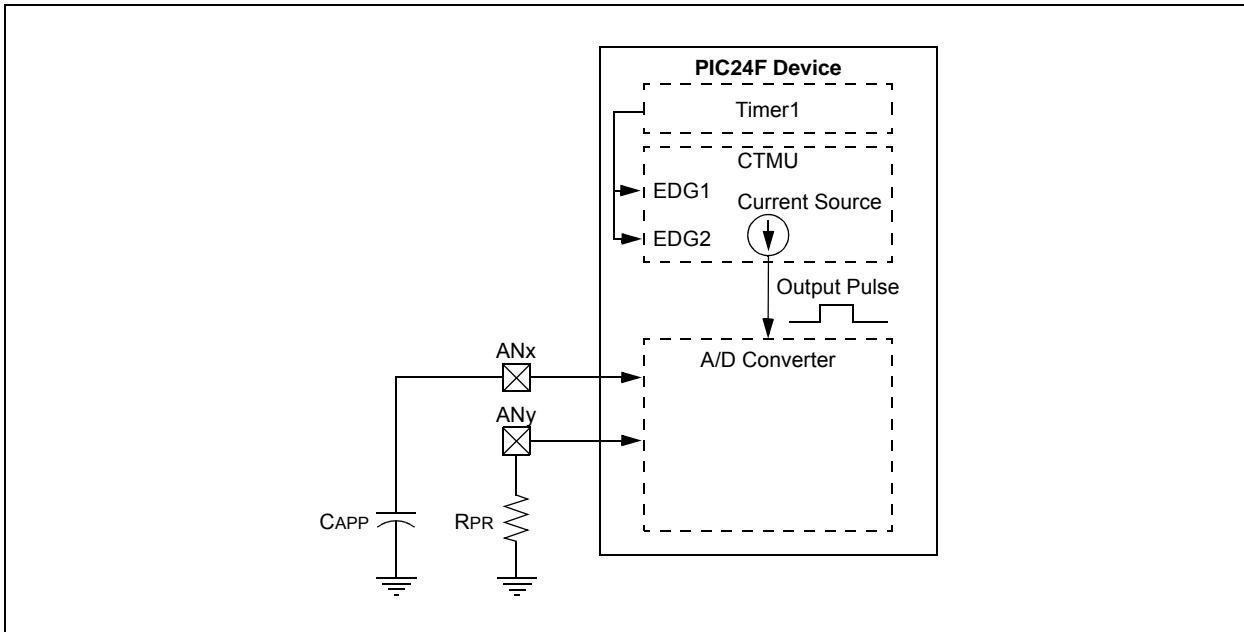 PIC24F Device
Timer1
CTMU
EDG1
Current Source
EDG2
Output Pulse
ANx
A/D Converter
ANy
CAPP
RPR